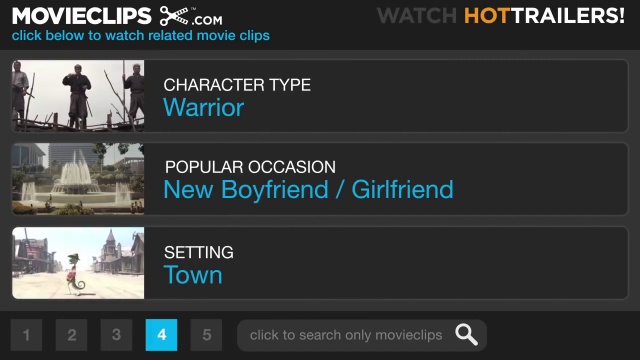 MOVIECLIPS™ .COM
WATCH HOTTRAILERS!
click below to watch related movie clips
CHARACTER TYPE
Warrior
POPULAR OCCASION
New Boyfriend / Girlfriend
SETTING
Town
1 2 3 4 5 click to search only movieclips